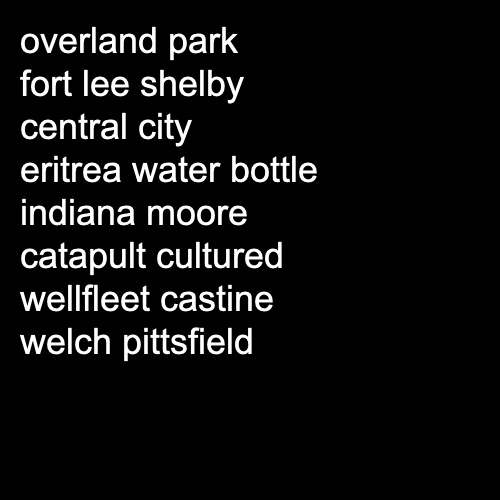 overland park
fort lee shelby
central city
eritrea water bottle
indiana moore
catapult cultured
wellfleet castine
welch pittsfield